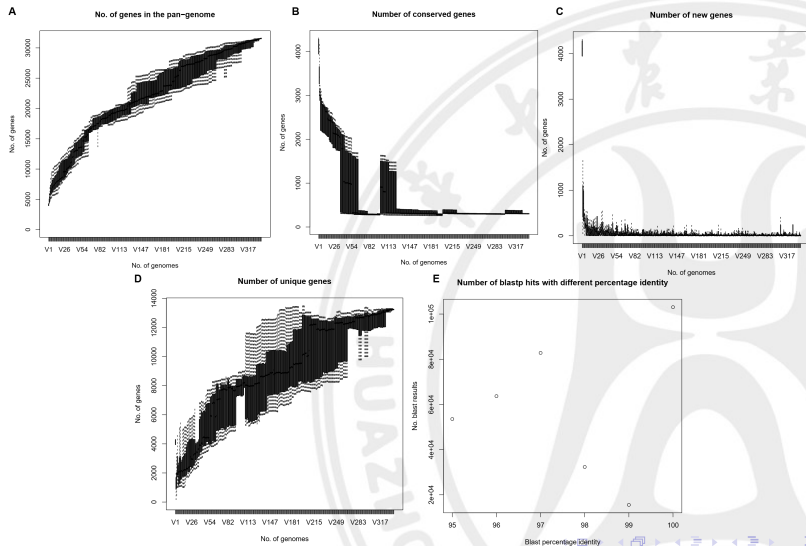 A
No. of genes in the pan−genome
No. of genes
30000
25000
20000
15000
10000
5000
0
V1 V26 V54 V82 V113 V147 V181 V215 V249 V283 V317
No. of genomes
B
Number of conserved genes
No. of genes
4000
3000
2000
1000
0
V1 V26 V54 V82 V113 V147 V181 V215 V249 V283 V317
No. of genomes
C
Number of new genes
No. of genes
4000
3000
2000
1000
0
V1 V26 V54 V82 V113 V147 V181 V215 V249 V283 V317
No. of genomes
D
Number of unique genes
No. of genes
14000
12000
10000
8000
6000
4000
2000
0
V1 V26 V54 V82 V113 V147 V181 V215 V249 V283 V317
No. of genomes
E
Number of blastp hits with different percentage identity
No. blast results
1e+05
8e+04
6e+04
4e+04
2e+04
95 96 97 98 99 100
Blast percentage identity
HUAZHO